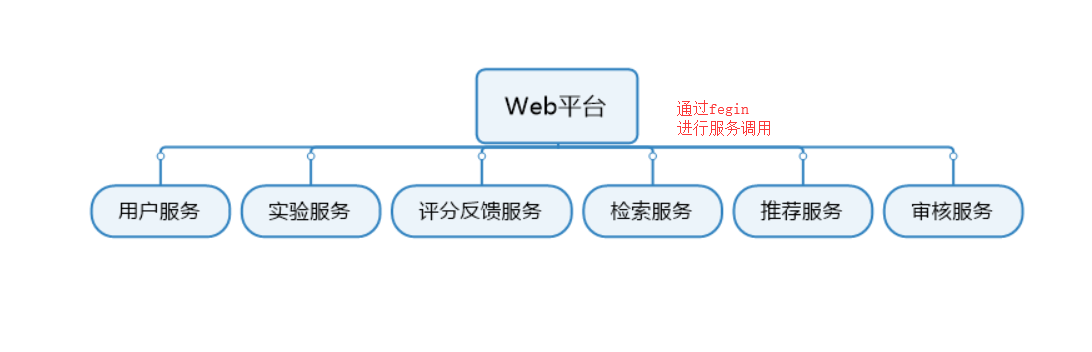 Web平台
通过fegin
进行服务调用
用户服务
实验服务
评分反馈服务
检索服务
推荐服务
审核服务